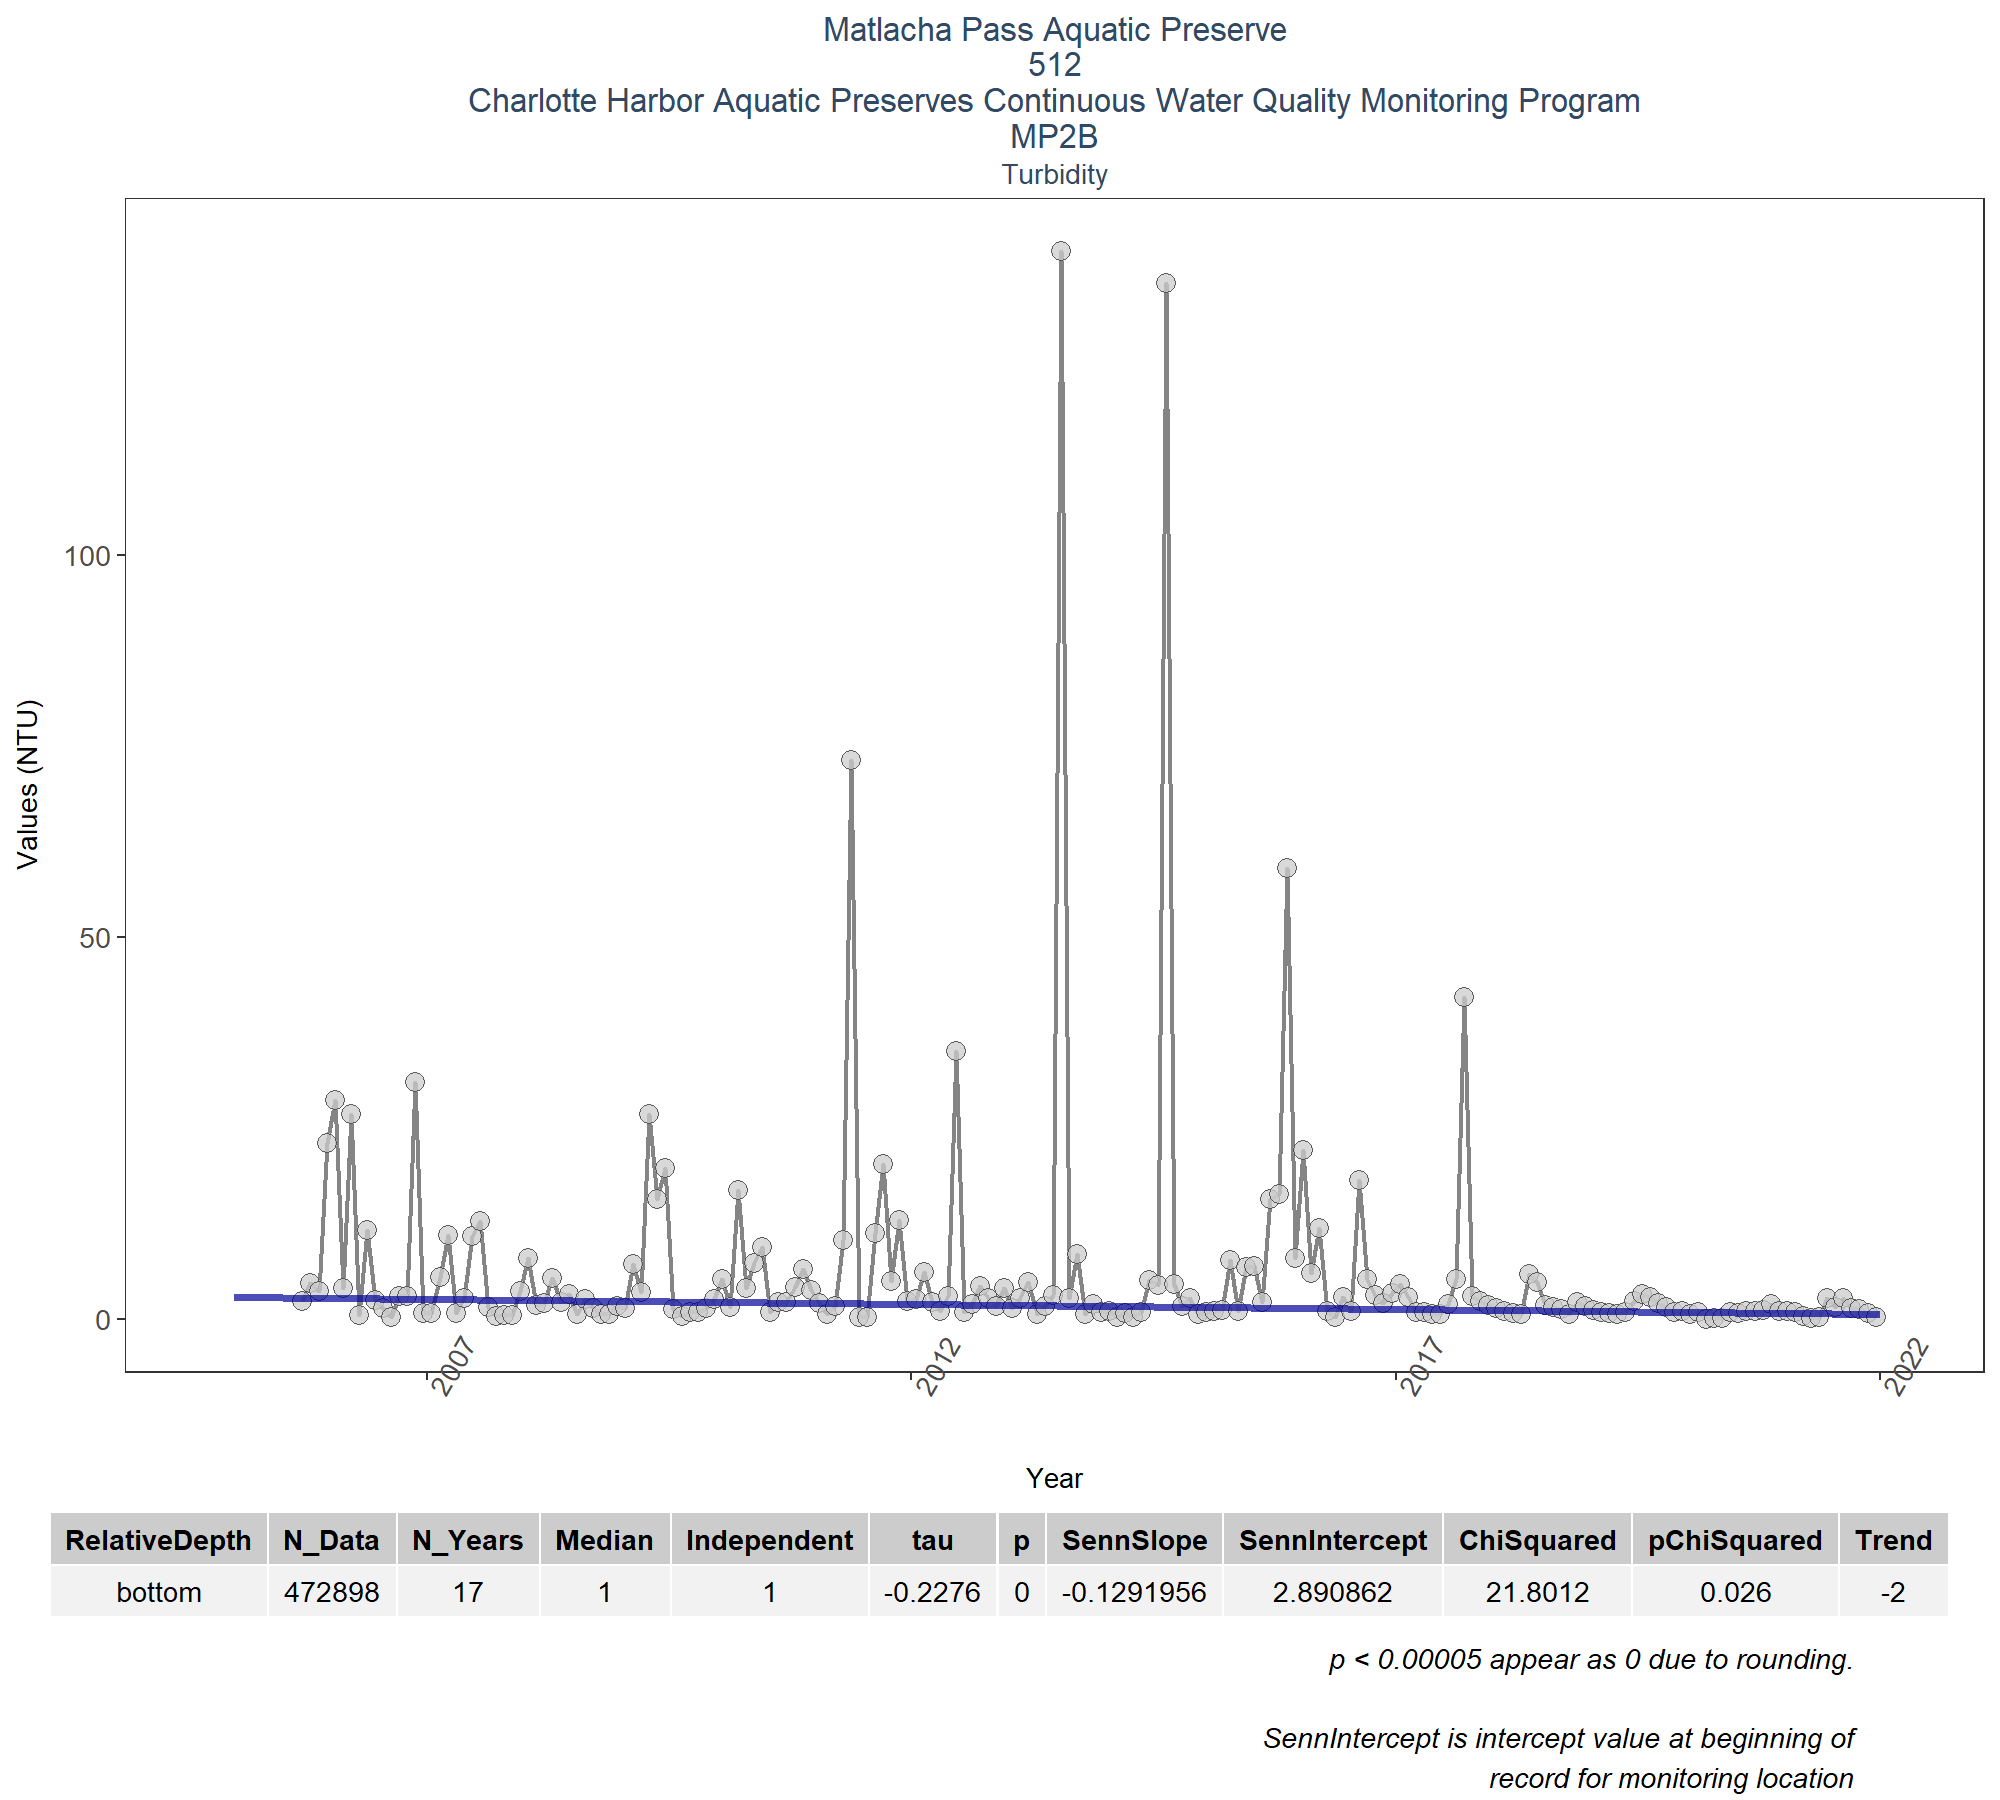 Matlacha Pass Aquatic Preserve
512
Charlotte Harbor Aquatic Preserves Continuous Water Quality Monitoring Program
MP2B
Turbidity
Values (NTU)
100
50
0
2007 2012 2017 2022
Year
RelativeDepth N_Data N_Years Median Independent tau p SennSlope SennIntercept ChiSquared pChiSquared Trend
bottom 472898 17 1 1 -0.2276 0 -0.1291956 2.890862 21.8012 0.026 -2
p < 0.00005 appear as 0 due to rounding.
SennIntercept is intercept value at beginning of
record for monitoring location